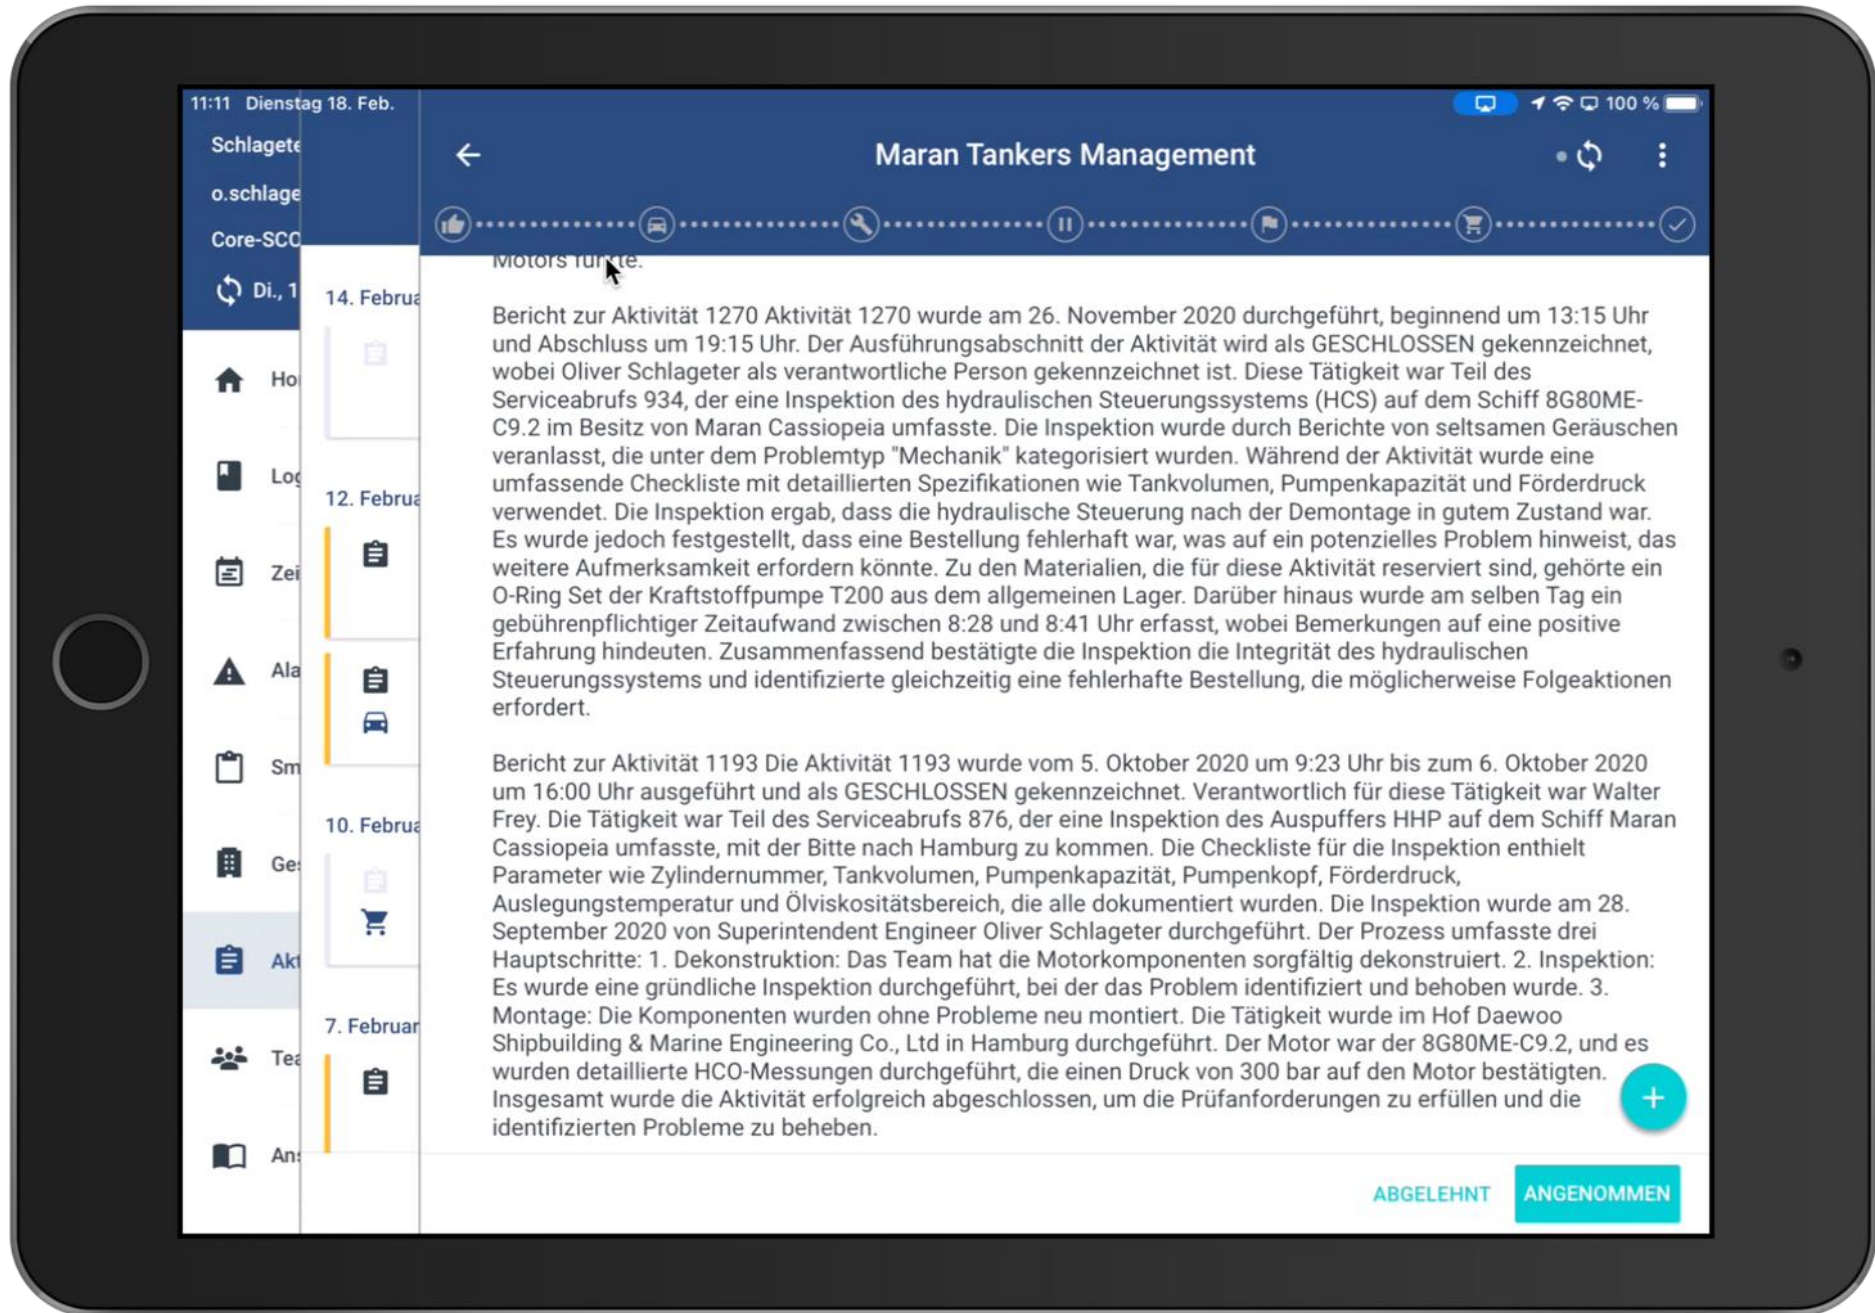 11:11 Dienstag 18. Feb.
100 %
Schlagete
o.schlage
Core-SCO
Di., 1
Ho
Log
Zei
Ala
Sm
Ges
Akt
Tea
Ans
14. Februa
12. Februa
10. Februa
7. Februar
Maran Tankers Management
Motors funkte.
Bericht zur Aktivität 1270 Aktivität 1270 wurde am 26. November 2020 durchgeführt, beginnend um 13:15 Uhr
und Abschluss um 19:15 Uhr. Der Ausführungsabschnitt der Aktivität wird als GESCHLOSSEN gekennzeichnet,
wobei Oliver Schlageter als verantwortliche Person gekennzeichnet ist. Diese Tätigkeit war Teil des
Serviceabrufs 934, der eine Inspektion des hydraulischen Steuerungssystems (HCS) auf dem Schiff 8G80ME-
C9.2 im Besitz von Maran Cassiopeia umfasste. Die Inspektion wurde durch Berichte von seltsamen Geräuschen
veranlasst, die unter dem Problemtyp "Mechanik" kategorisiert wurden. Während der Aktivität wurde eine
umfassende Checkliste mit detaillierten Spezifikationen wie Tankvolumen, Pumpenkapazität und Förderdruck
verwendet. Die Inspektion ergab, dass die hydraulische Steuerung nach der Demontage in gutem Zustand war.
Es wurde jedoch festgestellt, dass eine Bestellung fehlerhaft war, was auf ein potenzielles Problem hinweist, das
weitere Aufmerksamkeit erfordern könnte. Zu den Materialien, die für diese Aktivität reserviert sind, gehörte ein
O-Ring Set der Kraftstoffpumpe T200 aus dem allgemeinen Lager. Darüber hinaus wurde am selben Tag ein
gebührenpflichtiger Zeitaufwand zwischen 8:28 und 8:41 Uhr erfasst, wobei Bemerkungen auf eine positive
Erfahrung hindeuten. Zusammenfassend bestätigte die Inspektion die Integrität des hydraulischen
Steuerungssystems und identifizierte gleichzeitig eine fehlerhafte Bestellung, die möglicherweise Folgeaktionen
erfordert.
Bericht zur Aktivität 1193 Die Aktivität 1193 wurde vom 5. Oktober 2020 um 9:23 Uhr bis zum 6. Oktober 2020
um 16:00 Uhr ausgeführt und als GESCHLOSSEN gekennzeichnet. Verantwortlich für diese Tätigkeit war Walter
Frey. Die Tätigkeit war Teil des Serviceabrufs 876, der eine Inspektion des Auspuffers HHP auf dem Schiff Maran
Cassiopeia umfasste, mit der Bitte nach Hamburg zu kommen. Die Checkliste für die Inspektion enthielt
Parameter wie Zylindernummer, Tankvolumen, Pumpenkapazität, Pumpenkopf, Förderdruck,
Auslegungstemperatur und Ölviskositätsbereich, die alle dokumentiert wurden. Die Inspektion wurde am 28.
September 2020 von Superintendent Engineer Oliver Schlageter durchgeführt. Der Prozess umfasste drei
Hauptschritte: 1. Dekonstruktion: Das Team hat die Motorkomponenten sorgfältig dekonstruiert. 2. Inspektion:
Es wurde eine gründliche Inspektion durchgeführt, bei der das Problem identifiziert und behoben wurde. 3.
Montage: Die Komponenten wurden ohne Probleme neu montiert. Die Tätigkeit wurde im Hof Daewoo
Shipbuilding & Marine Engineering Co., Ltd in Hamburg durchgeführt. Der Motor war der 8G80ME-C9.2, und es
wurden detaillierte HCO-Messungen durchgeführt, die einen Druck von 300 bar auf den Motor bestätigten.
Insgesamt wurde die Aktivität erfolgreich abgeschlossen, um die Prüfanforderungen zu erfüllen und die
identifizierten Probleme zu beheben.
ABGELEHNT
ANGENOMMEN